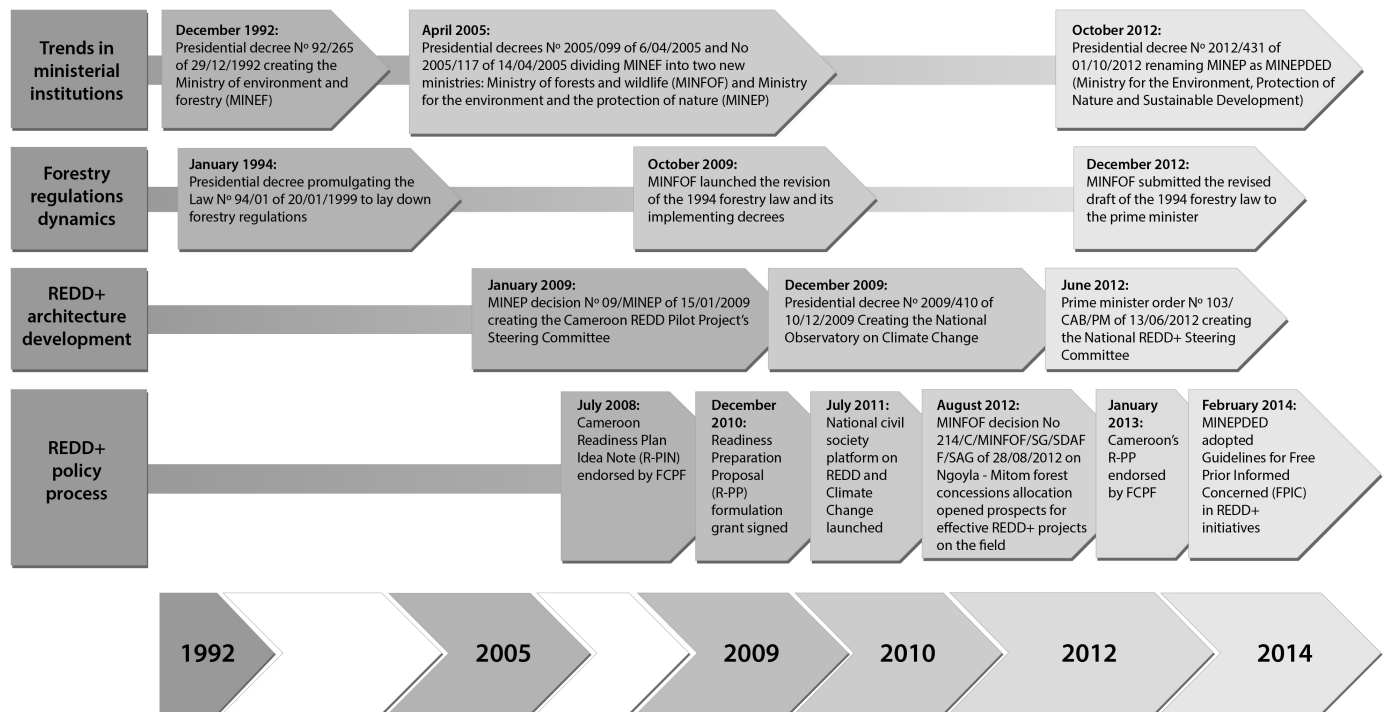 Trends in
ministerial
institutions
December 1992:
Presidential decree Nº 92/265
of 29/12/1992 creating the
Ministry of environment and
forestry (MINEF)
April 2005:
Presidential decrees Nº 2005/099 of 6/04/2005 and No
2005/117 of 14/04/2005 dividing MINEF into two new
ministries: Ministry of forests and wildlife (MINFOF) and Ministry
for the environment and the protection of nature (MINEP)
October 2012:
Presidential decree Nº 2012/431 of
01/10/2012 renaming MINEP as MINEPDED
(Ministry for the Environment, Protection of
Nature and Sustainable Development)
Forestry
regulations
dynamics
January 1994:
Presidential decree promulgating the
Law Nº 94/01 of 20/01/1999 to lay down
forestry regulations
October 2009:
MINFOF launched the revision
of the 1994 forestry law and its
implementing decrees
December 2012:
MINFOF submitted the revised
draft of the 1994 forestry law to
the prime minister
REDD+
architecture
development
January 2009:
MINEP decision Nº 09/MINEP of 15/01/2009
creating the Cameroon REDD Pilot Project's
Steering Committee
December 2009:
Presidential decree Nº 2009/410 of
10/12/2009 Creating the National
Observatory on Climate Change
June 2012:
Prime minister order Nº 103/
CAB/PM of 13/06/2012 creating
the National REDD+ Steering
Committee
REDD+
policy
process
July 2008:
Cameroon
Readiness Plan
Idea Note (R-PIN)
endorsed by FCPF
December
2010:
Readiness
Preparation
Proposal
(R-PP)
formulation
grant signed
July 2011:
National civil
society
platform on
REDD and
Climate
Change
launched
August 2012:
MINFOF decision No
214/C/MINFOF/SG/SDAF
F/SAG of 28/08/2012 on
Ngoyla - Mitom forest
concessions allocation
opened prospects for
effective REDD+ projects
on the field
January
2013:
Cameroon's
R-PP
endorsed
by FCPF
February 2014:
MINEPDED
adopted
Guidelines for Free
Prior Informed
Concerned (FPIC)
in REDD+
initiatives
1992
2005
2009
2010
2012
2014